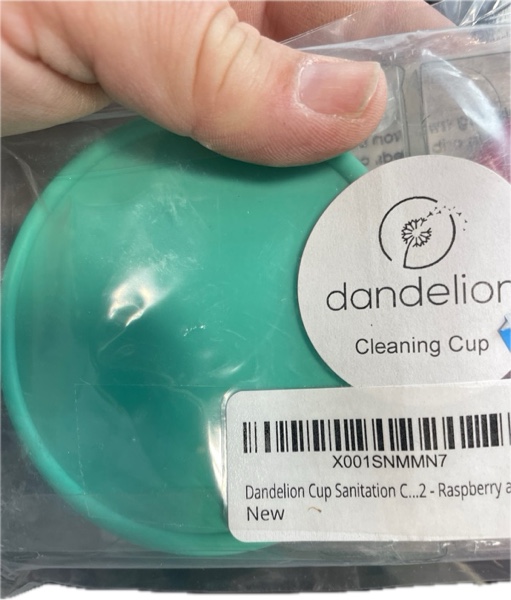 dandelion
Cleaning Cup
X001SNMMN7
Dandelion Cup Sanitation C...2 - Raspberry a
New